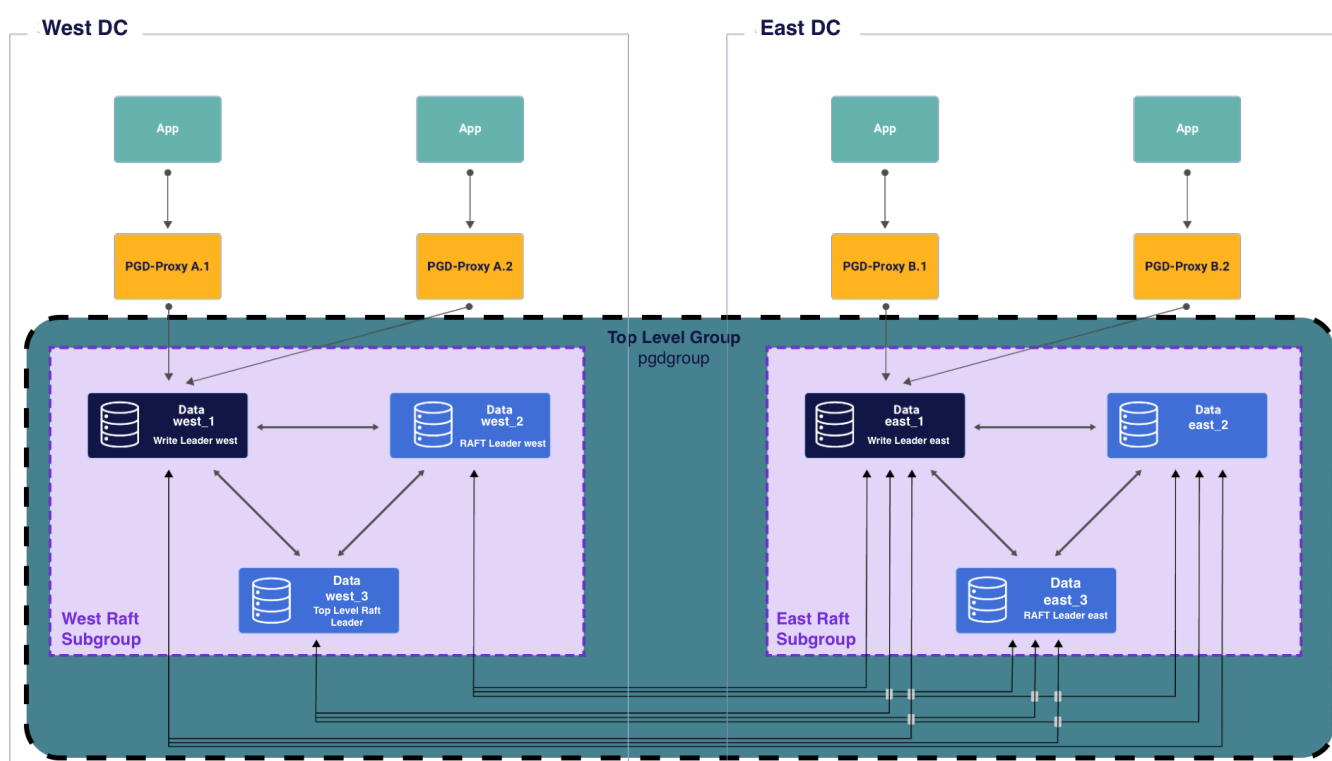 West DC
East DC
App
App
App
App
PGD-Proxy A.1
PGD-Proxy A.2
PGD-Proxy B.1
PGD-Proxy B.2
Top Level Group
pgdgroup
Data
west_1
Write Leader west
Data
west_2
RAFT Leader west
Data
east_1
Write Leader east
Data
east_2
Data
west_3
Top Level Raft
Leader
Data
east_3
RAFT Leader east
West Raft
Subgroup
East Raft
Subgroup